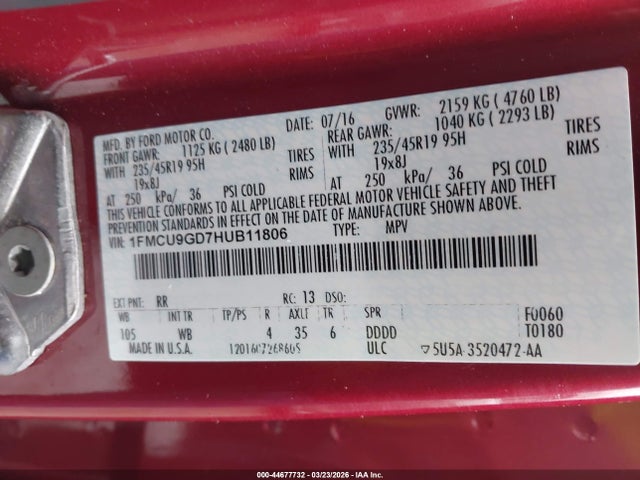 MFD. BY FORD MOTOR CO.
DATE: 07/16 GVWR: 2159 KG ( 4760 LB)
FRONT GAWR: 1125 KG ( 2480 LB) REAR GAWR: 1040 KG ( 2293 LB)
WITH 235/45R19 95H TIRES WITH 235/45R19 95H TIRES
19x8J RIMS 19x8J RIMS
AT 250 kPa/ 36 PSI COLD AT 250 kPa/ 36 PSI COLD
THIS VEHICLE CONFORMS TO ALL APPLICABLE FEDERAL MOTOR VEHICLE SAFETY AND THEFT
PREVENTION STANDARDS IN EFFECT ON THE DATE OF MANUFACTURE SHOWN ABOVE.
VIN: 1FMCU9GD7HUB11806 TYPE: MPV
EXT PNT: RR RC: 13 DSO: F0060
WB INT TR TP/PS R AXLE TR SPR T0180
105 WB 4 35 6 DDDD
MADE IN U.S.A. ULC 5U5A-3520472-AA
000-44677732 - 03/23/2026 - IAAI, Inc.